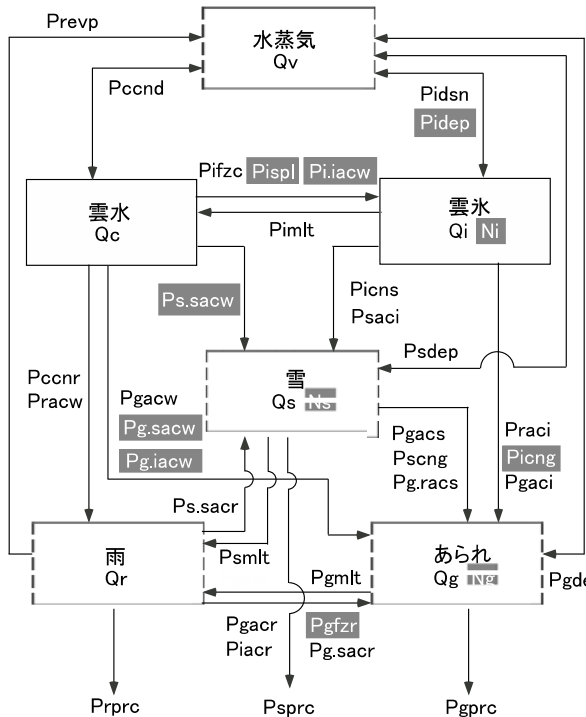 Prevp
水蒸気
Qv
Pccnd
Pidsn
Pidep
Pifzc Pispl Pi.iacw
雲水
Qc
雲氷
Qi Ni
Pimlt
Ps.sacw
Picns
Psaci
Psdep
雪
Qs Ns
Pccnr
Pracw
Pgacw
Pg.sacw
Pg.iacw
Pgacs
Pscng
Pg.racs
Praci
Picng
Pgaci
Ps.sacr
雨
Qr
Psmlt
Pgmlt
あられ
Qg Ng
Pgde
Pgacr
Piacr
Pgfzr
Pg.sacr
Prprc
Psprc
Pgprc